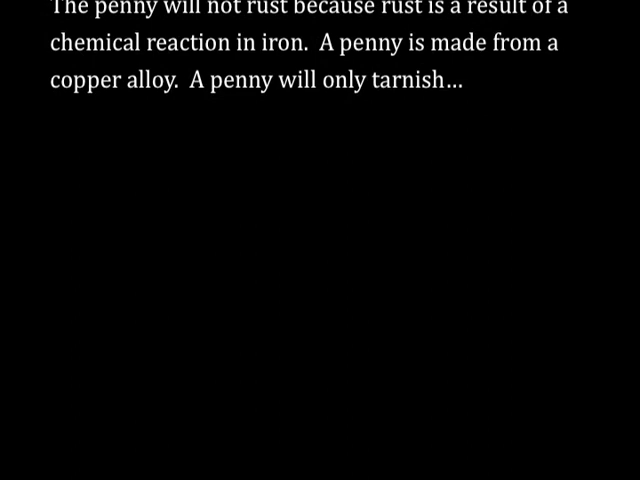 The penny will not rust because rust is a result of a
chemical reaction in iron.  A penny is made from a
copper alloy.  A penny will only tarnish...